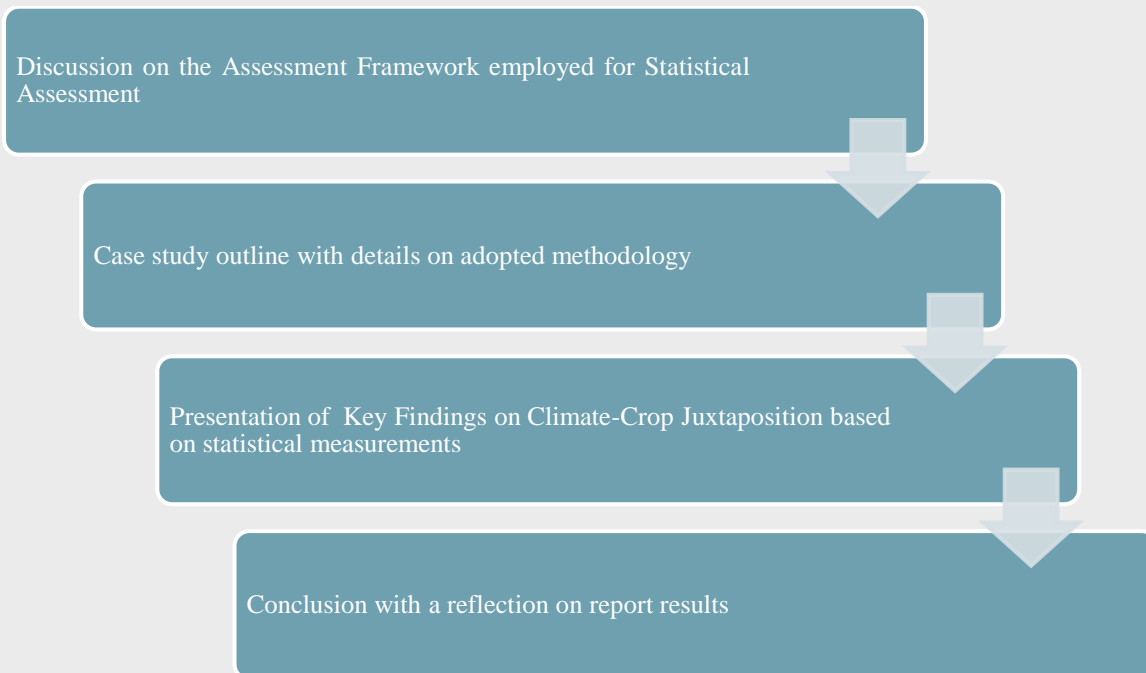 Discussion on the Assessment Framework employed for Statistical
Assessment
Case study outline with details on adopted methodology
Presentation of Key Findings on Climate-Crop Juxtaposition based
on statistical measurements
Conclusion with a reflection on report results